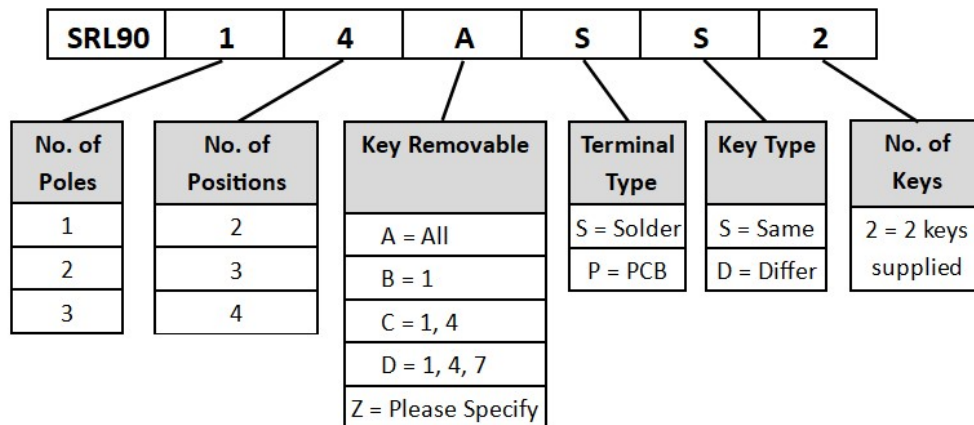 SRL90 1 4 A S S 2
No. of
Poles
1
2
3
No. of
Positions
2
3
4
Key Removable
A = All
B = 1
C = 1, 4
D = 1, 4, 7
Z = Please Specify
Terminal
Type
S = Solder
P = PCB
Key Type
S = Same
D = Differ
No. of
Keys
2 = 2 keys
supplied